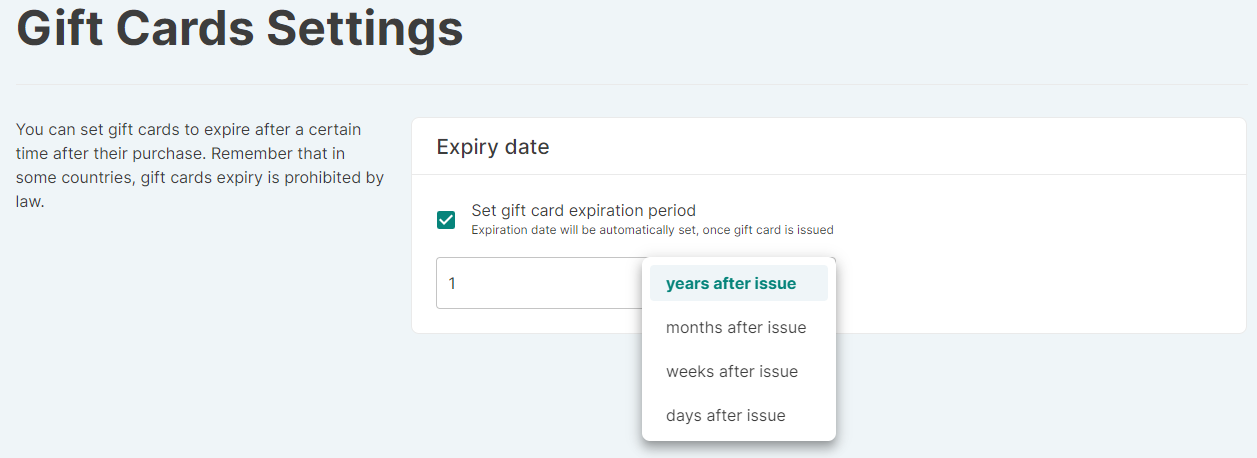 Gift Cards Settings
You can set gift cards to expire after a certain
time after their purchase. Remember that in
some countries, gift cards expiry is prohibited by
law.
Expiry date
Set gift card expiration period
Expiration date will be automatically set, once gift card is issued
1
years after issue
months after issue
weeks after issue
days after issue